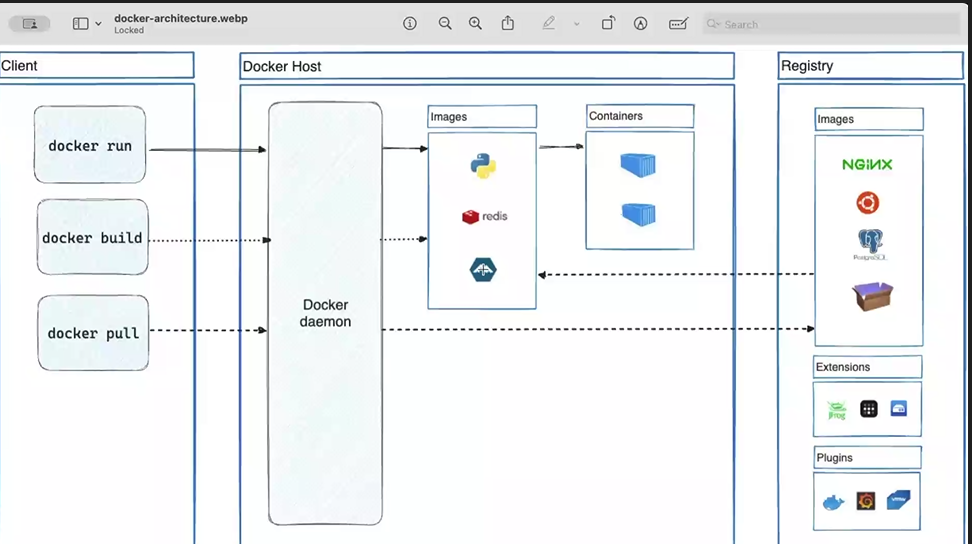 docker-architecture.webp
Locked
Search
Client
Docker Host
Registry
docker run
docker build
docker pull
Docker
daemon
Images
redis
Containers
Images
NGINX
PostgreSQL
Extensions
JFrog
Plugins